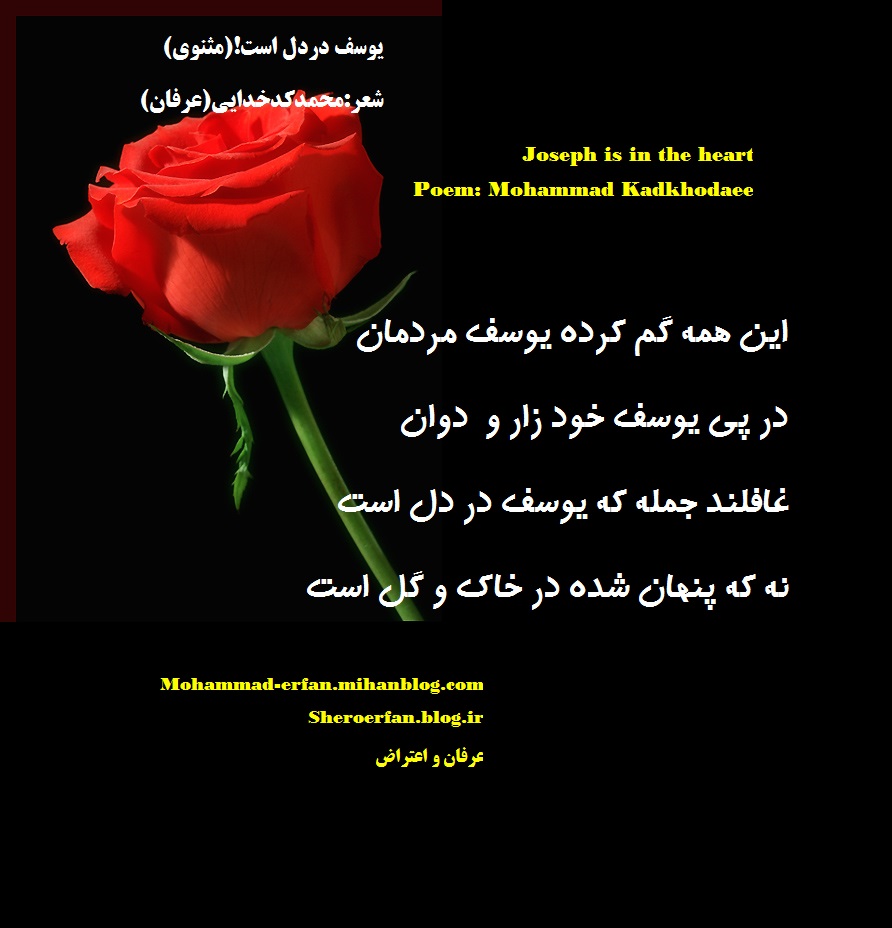 یوسف دردل است!(مثنوی)
شعر:محمدکدخدایی(عرفان)
Joseph is in the heart
Poem: Mohammad Kadkhodaee
این همه گم کرده یوسف مردمان
در پی یوسف خود زار و دوان
غافلند جمله که یوسف در دل است
نه که پنهان شده در خاک و گل است
Mohammad-erfan.mihanblog.com
Sheroerfan.blog.ir
عرفان و اعتراض